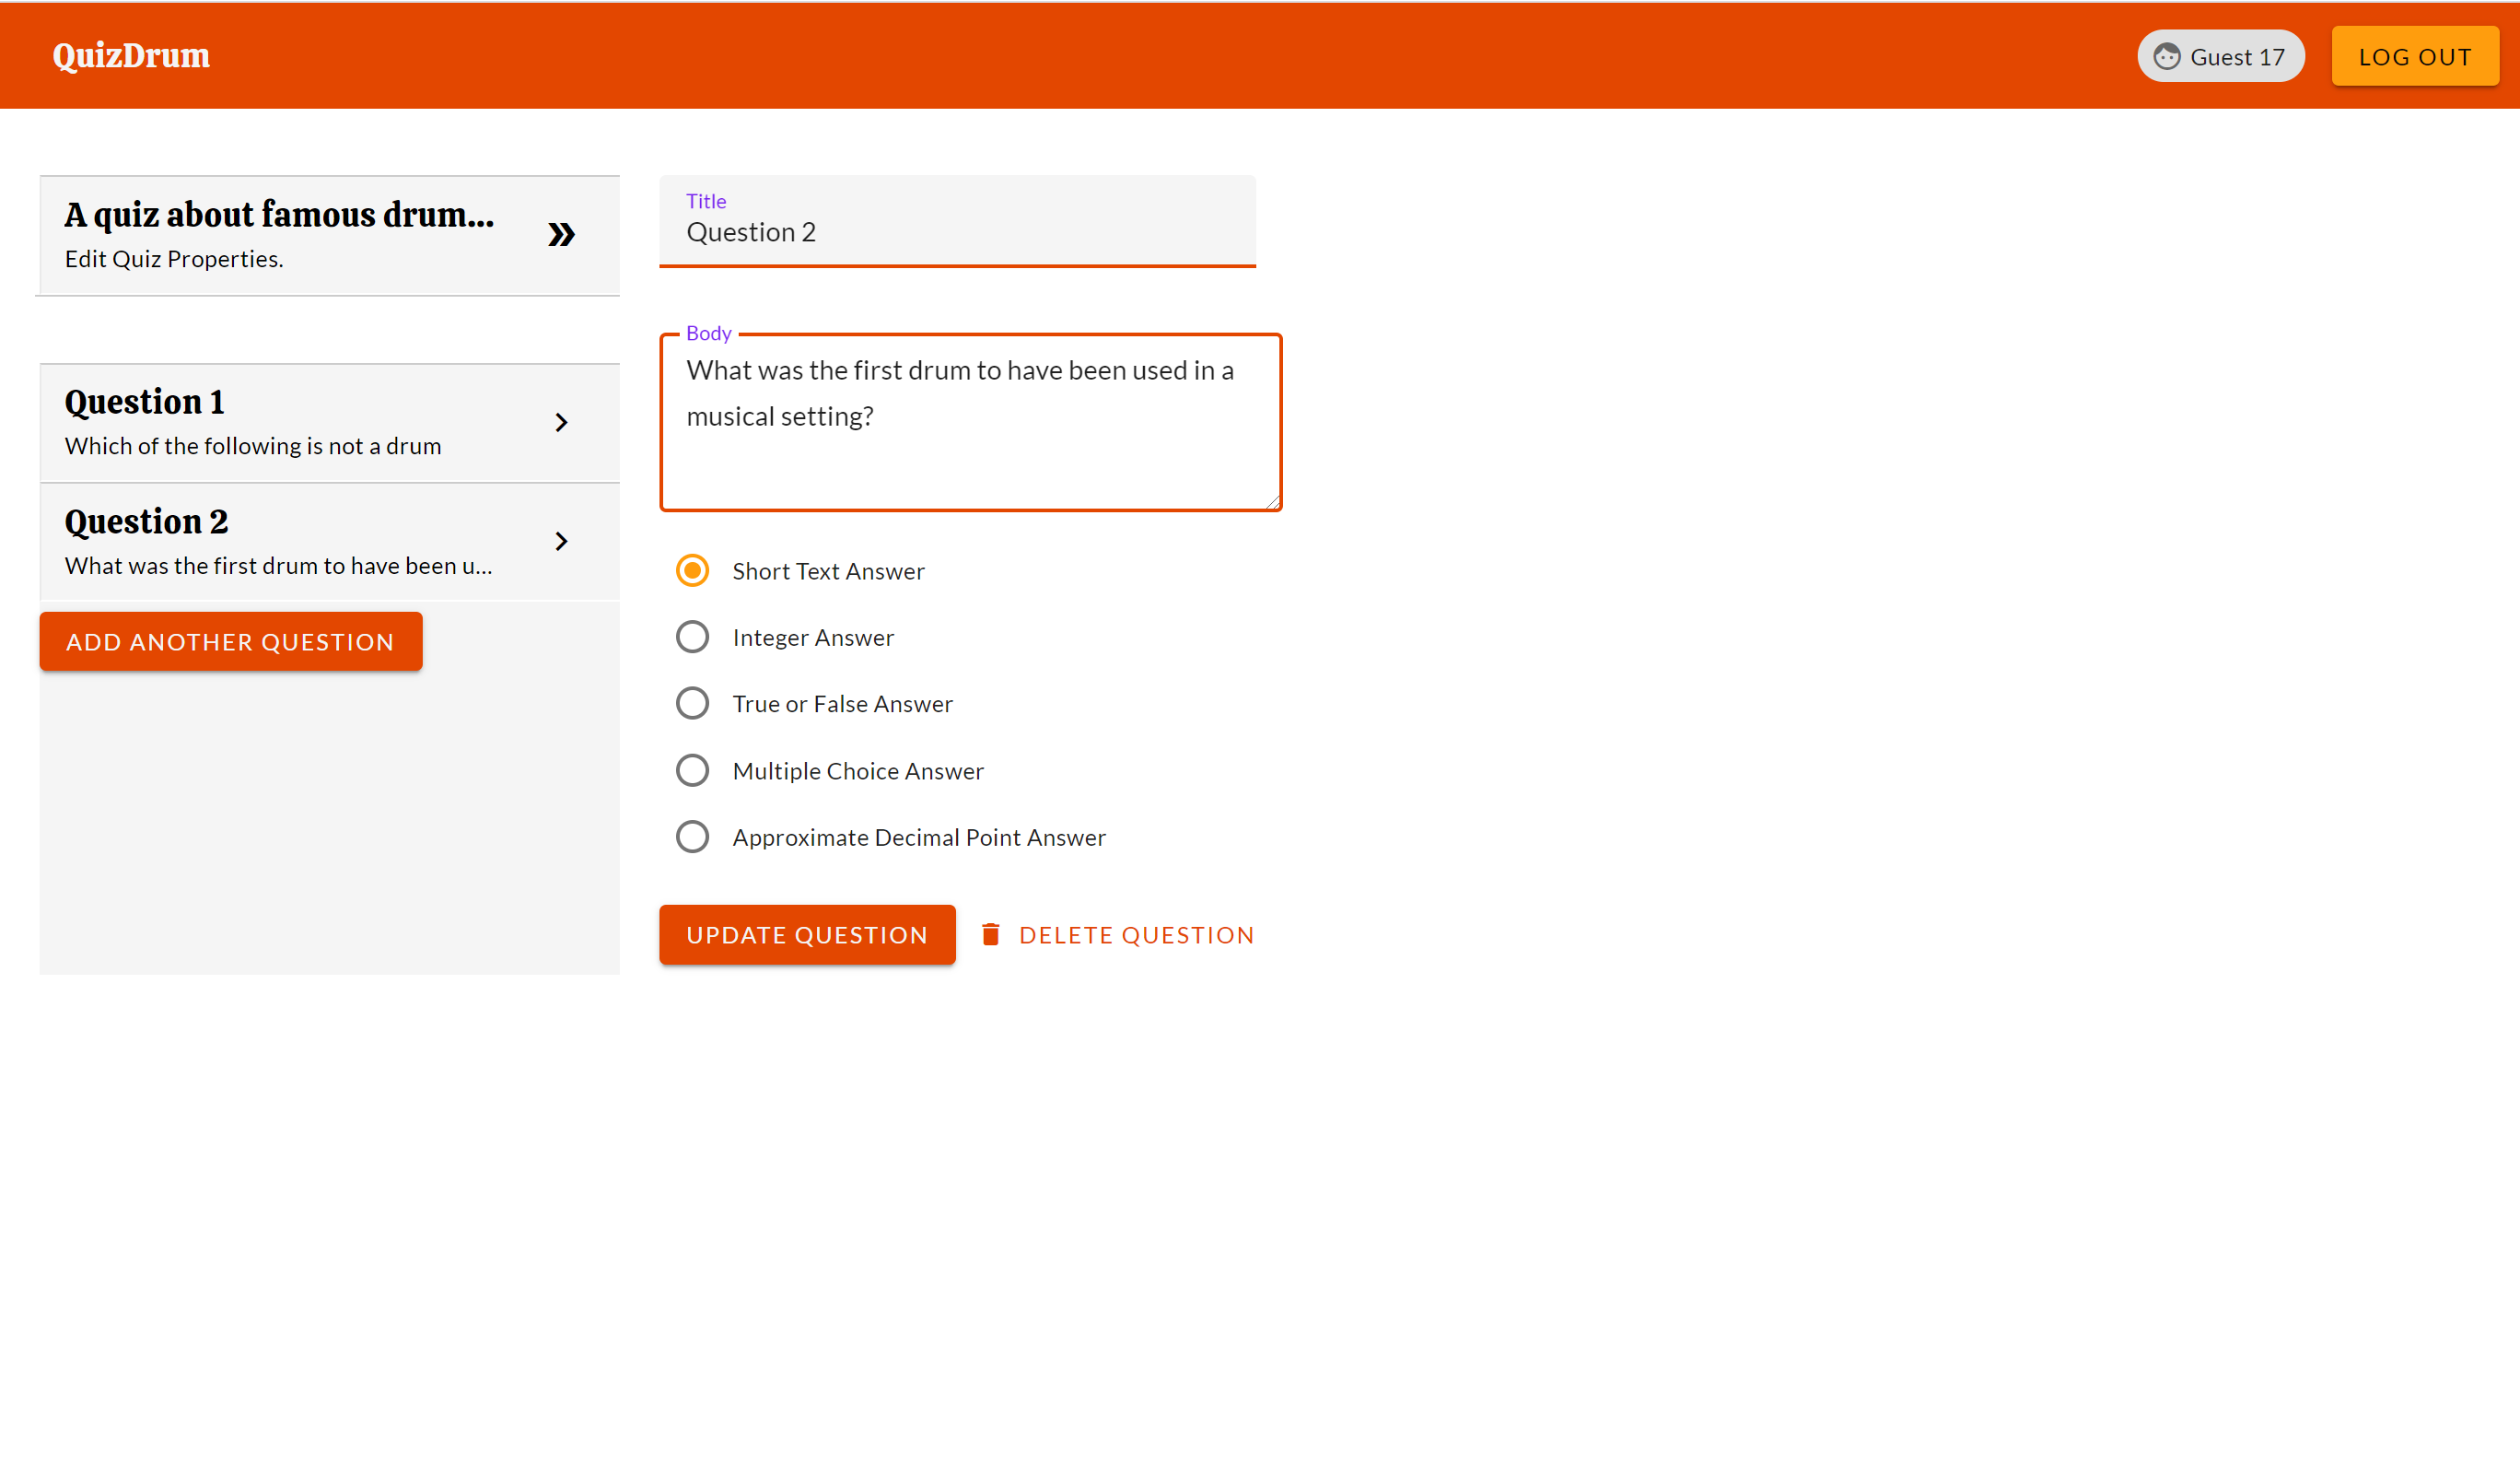 QuizDrum
Guest 17
LOG OUT
A quiz about famous drum...
Edit Quiz Properties.
Question 1
Which of the following is not a drum
Question 2
What was the first drum to have been u...
ADD ANOTHER QUESTION
Title
Question 2
Body
What was the first drum to have been used in a
musical setting?
Short Text Answer
Integer Answer
True or False Answer
Multiple Choice Answer
Approximate Decimal Point Answer
UPDATE QUESTION
DELETE QUESTION